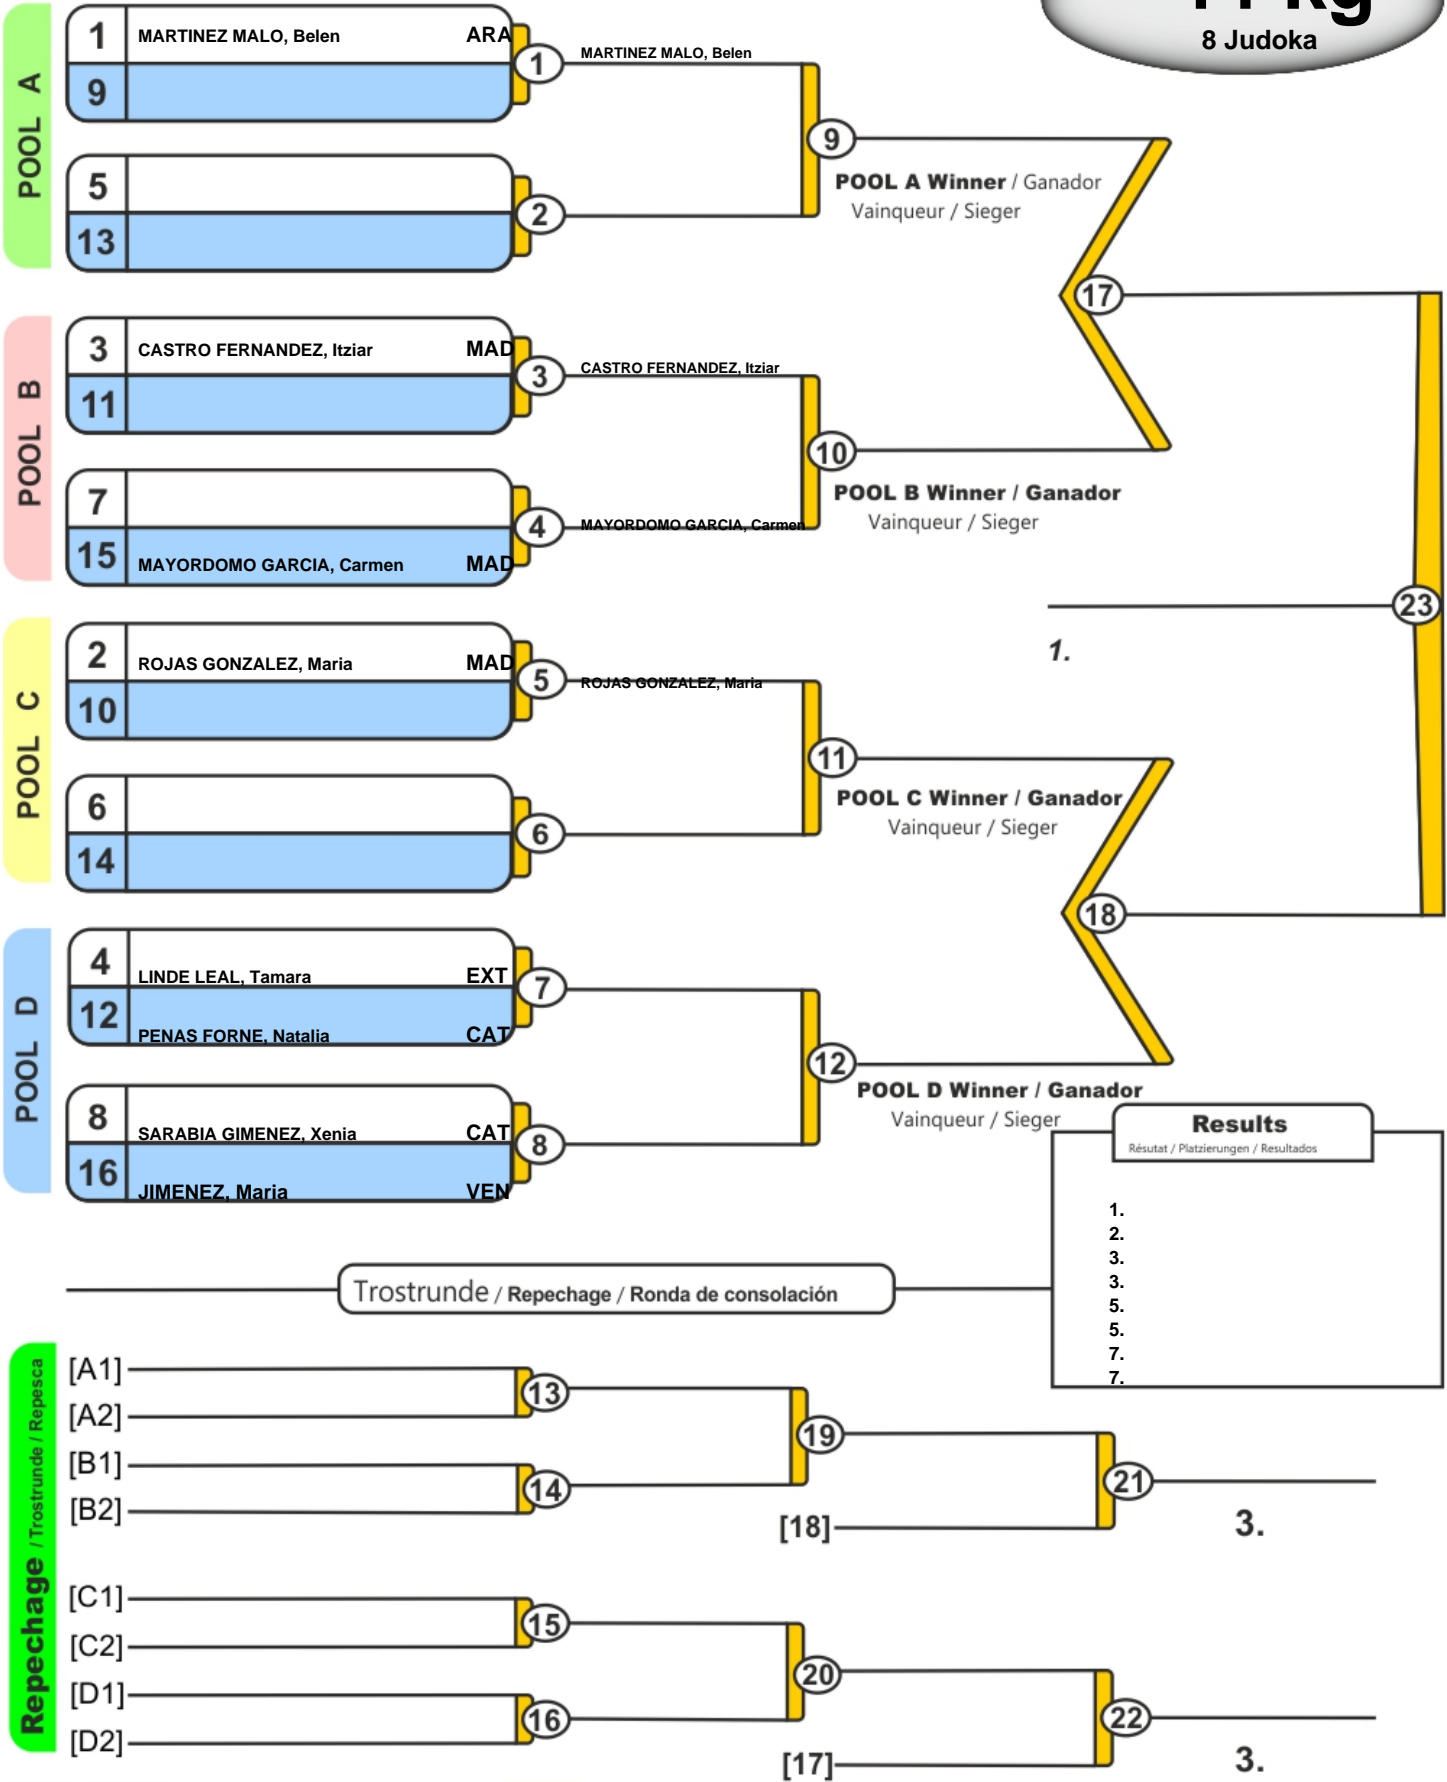 8 Judoka
POOL A
1 MARTINEZ MALO, Belen ARA
9
1
MARTINEZ MALO, Belen
5
13
2
9
POOL A Winner / Ganador
Vainqueur / Sieger
17
POOL B
3 CASTRO FERNANDEZ, Itziar MAD
11
3
CASTRO FERNANDEZ, Itziar
7
15 MAYORDOMO GARCIA, Carmen MAD
4
MAYORDOMO GARCIA, Carmen
10
POOL B Winner / Ganador
Vainqueur / Sieger
23
1.
POOL C
2 ROJAS GONZALEZ, Maria MAD
10
5
ROJAS GONZALEZ, Maria
6
14
6
11
POOL C Winner / Ganador
Vainqueur / Sieger
18
POOL D
4 LINDE LEAL, Tamara EXT
12 PENAS FORNE, Natalia CAT
7
8 SARABIA GIMENEZ, Xenia CAT
16 JIMENEZ, Maria VEN
8
12
POOL D Winner / Ganador
Vainqueur / Sieger
Results
Résutat / Platzierungen / Resultados
1.
2.
3.
3.
5.
5.
7.
7.
Trostrunde / Repechage / Ronda de consolación
Repechage / Trostrunde / Repesca
[A1]
[A2]
13
[B1]
[B2]
14
19
[18]
21
3.
[C1]
[C2]
15
[D1]
[D2]
16
20
[17]
22
3.